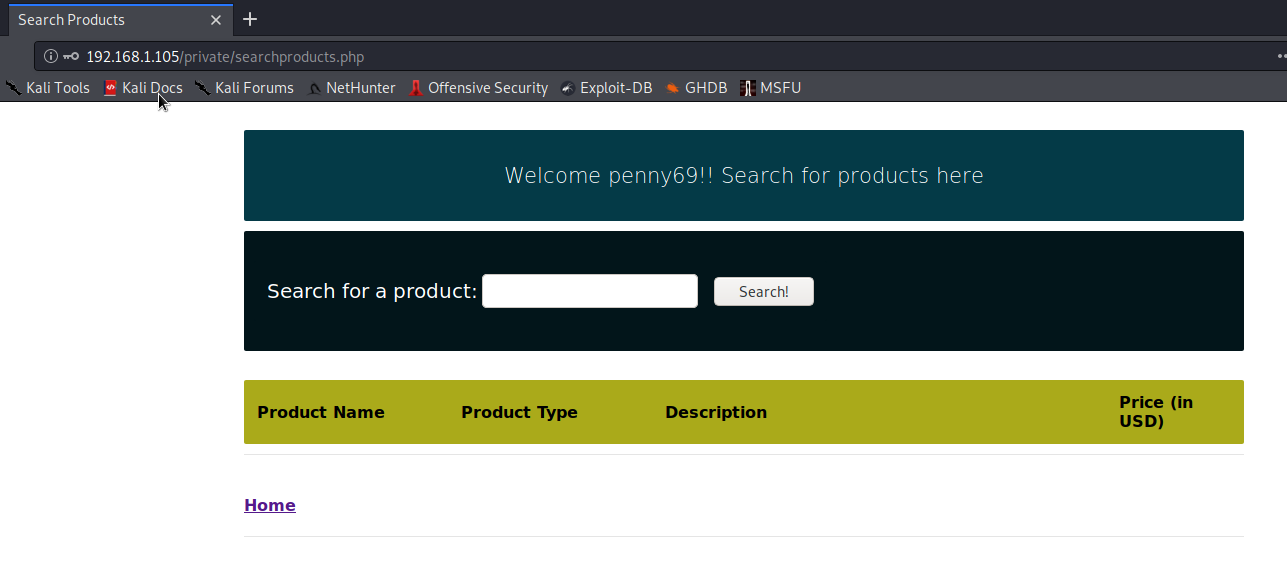 Search Products
192.168.1.105/private/searchproducts.php
Kali Tools Kali Docs Kali Forums NetHunter Offensive Security Exploit-DB GHDB MSFU
Welcome penny69!! Search for products here
Search for a product: Search!
Product Name Product Type Description Price (in
USD)
Home